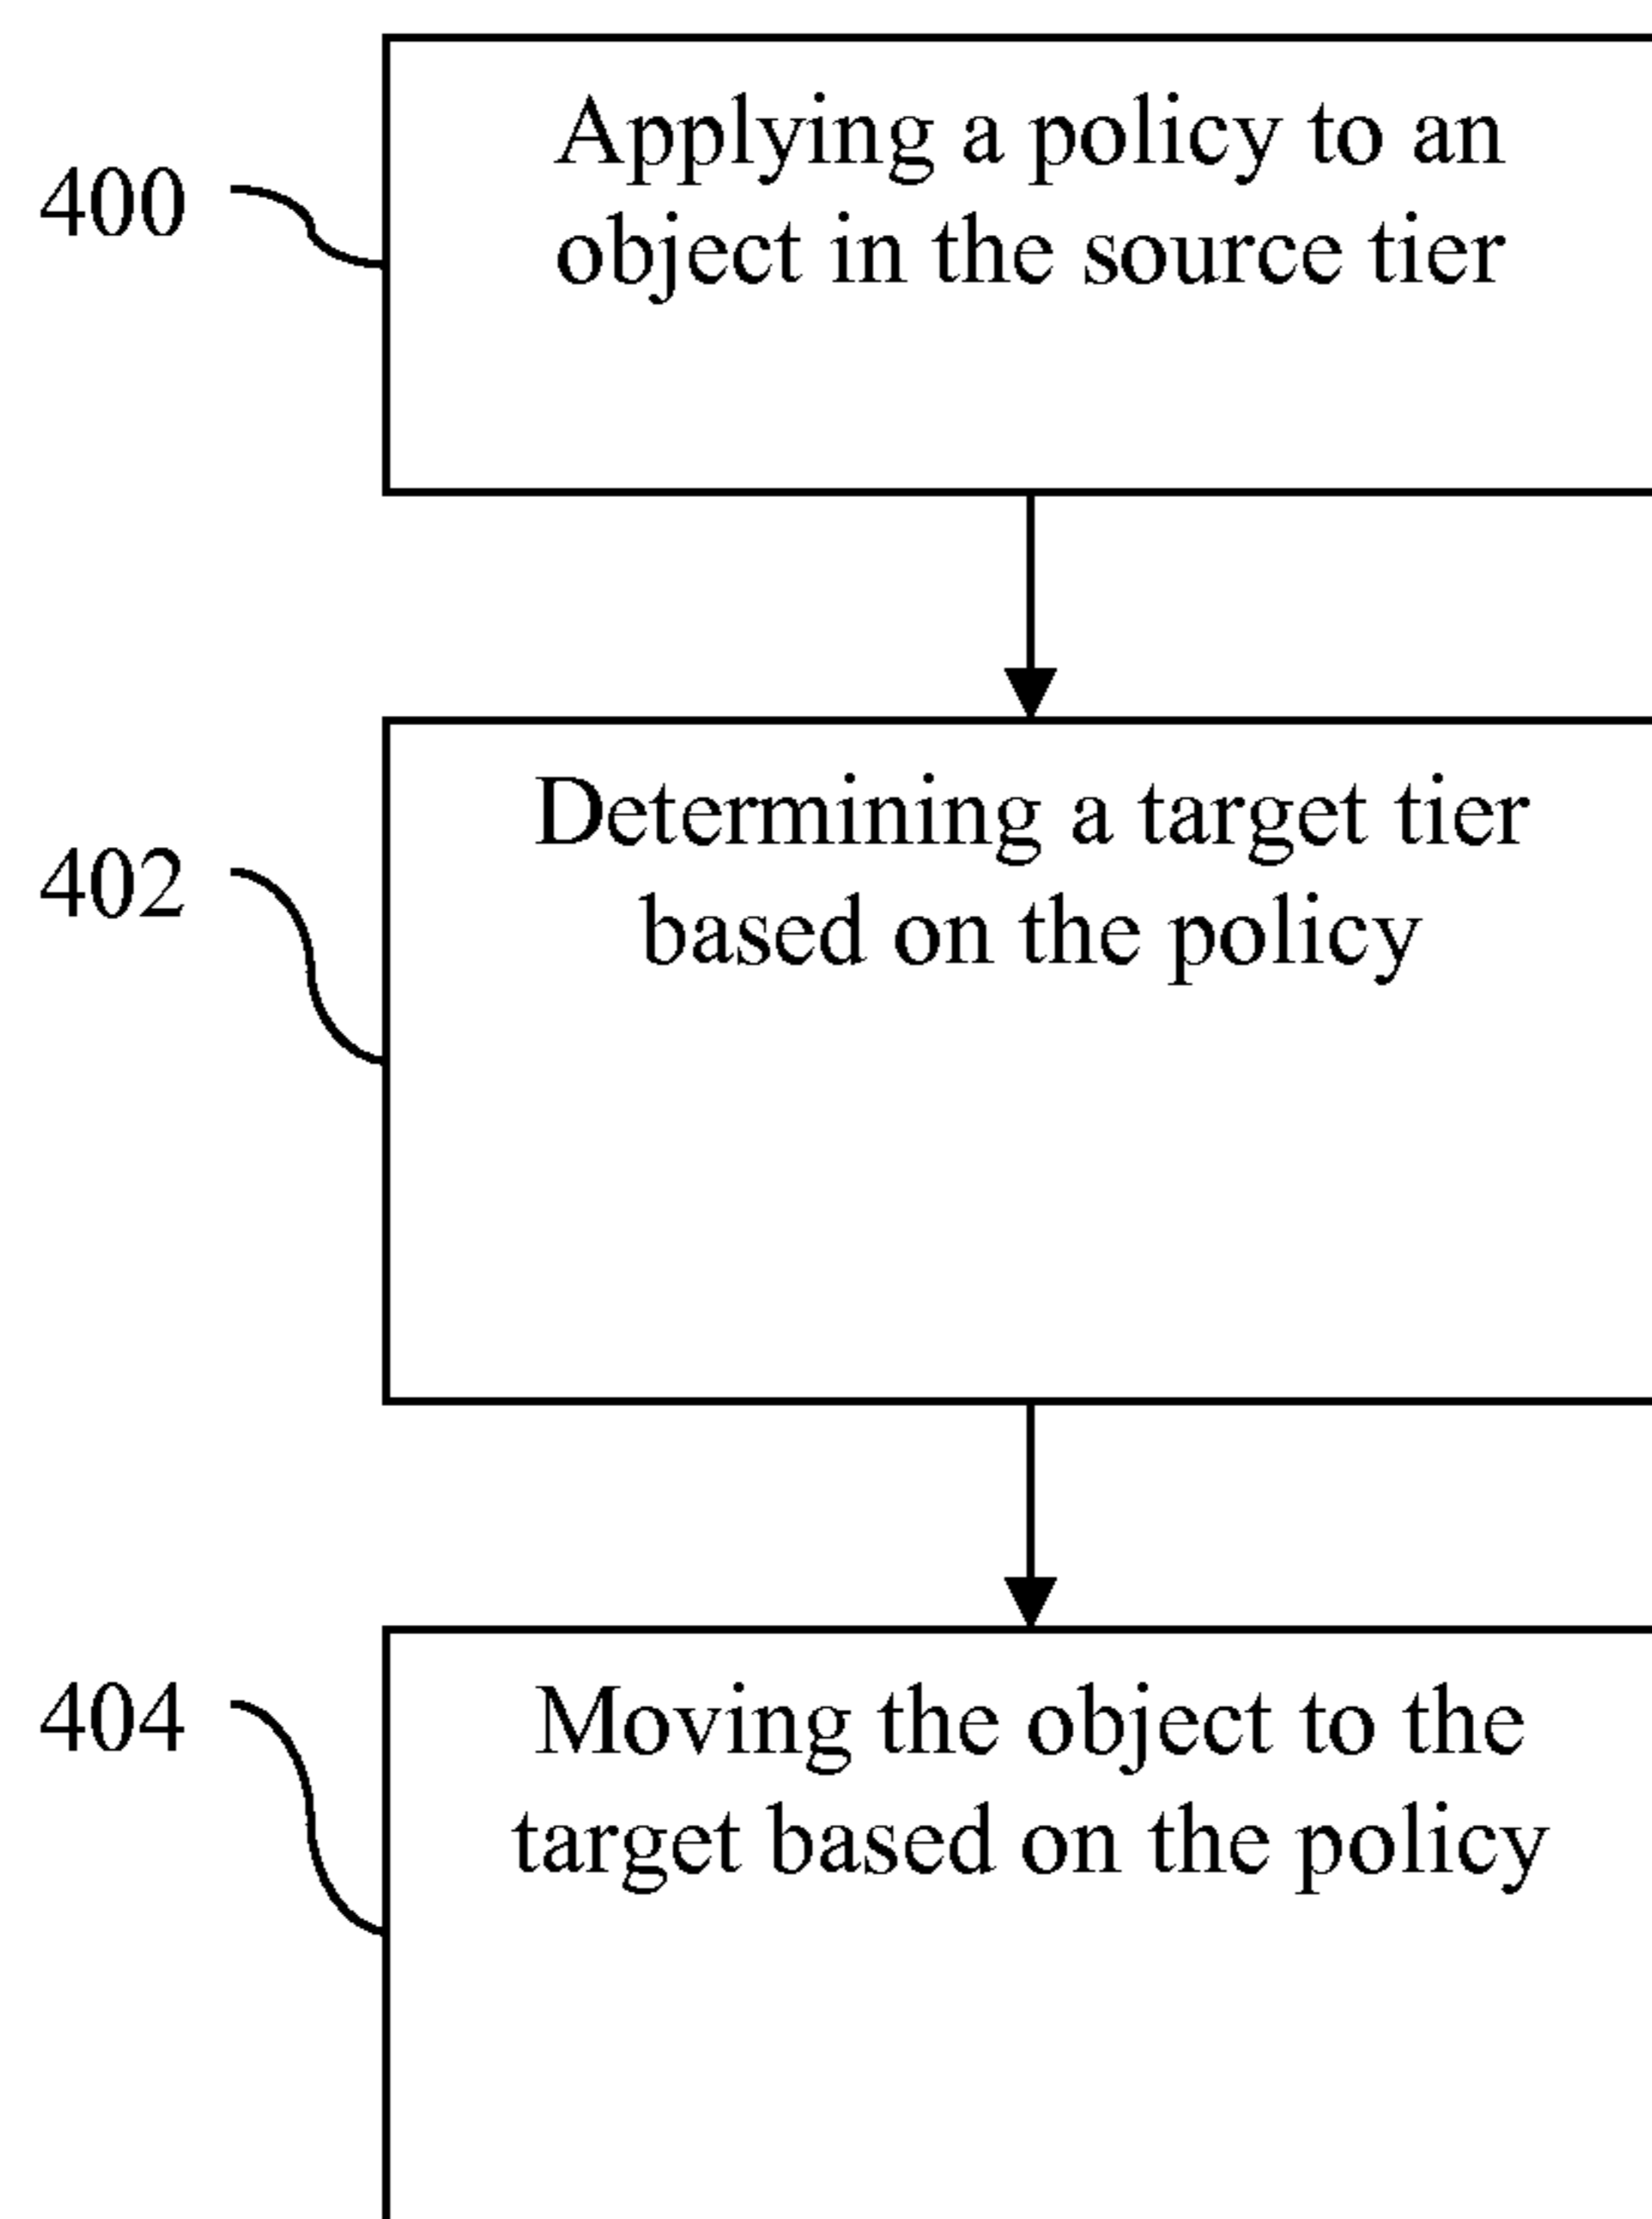 400
Applying a policy to an
object in the source tier
402
Determining a target tier
based on the policy
404
Moving the object to the
target based on the policy